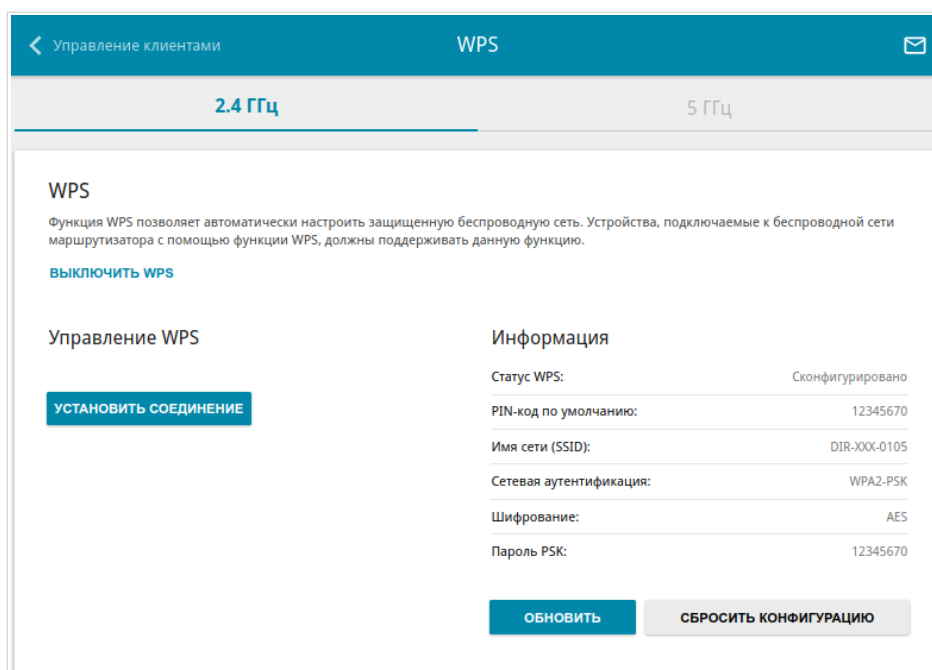 Управление клиентами
WPS
2.4 ГГц
5 ГГц
WPS
Функция WPS позволяет автоматически настроить защищенную беспроводную сеть. Устройства, подключаемые к беспроводной сети
маршрутизатора с помощью функции WPS, должны поддерживать данную функцию.
ВЫКЛЮЧИТЬ WPS
Управление WPS
УСТАНОВИТЬ СОЕДИНЕНИЕ
Информация
Статус WPS: Сконфигурировано
PIN-код по умолчанию: 12345670
Имя сети (SSID): DIR-XXX-0105
Сетевая аутентификация: WPA2-PSK
Шифрование: AES
Пароль PSK: 12345670
ОБНОВИТЬ
СБРОСИТЬ КОНФИГУРАЦИЮ